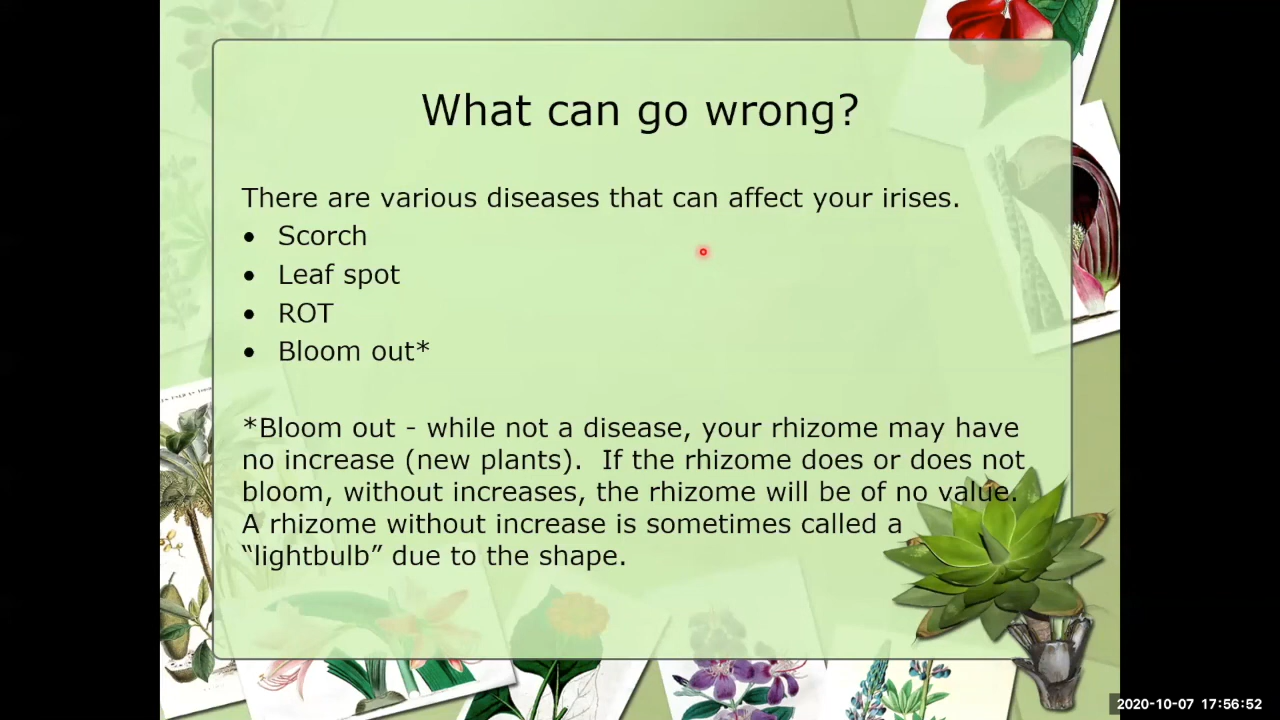 What can go wrong?
There are various diseases that can affect your irises.
• Scorch
• Leaf spot
• ROT
• Bloom out*
*Bloom out - while not a disease, your rhizome may have
no increase (new plants).  If the rhizome does or does not
bloom, without increases, the rhizome will be of no value.
A rhizome without increase is sometimes called a
“lightbulb” due to the shape.
2020-10-07 17:56:52